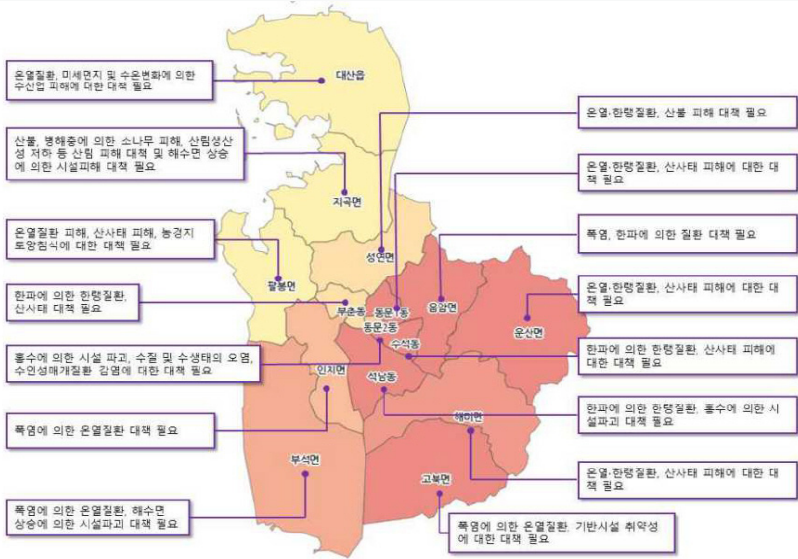 온열질환, 미세먼지 및 수온변화에 의한
수산업 피해에 대한 대책 필요
산불, 병해충에 의한 소나무 피해, 산림생산
성 저하 등 산림 피해 대책 및 해수면 상승
에 의한 시설피해 대책 필요
온열질환 피해, 산사태 피해, 농경지
토양침식에 대한 대책 필요
한파에 의한 한랭질환,
산사태 대책 필요
홍수에 의한 시설 파괴, 수질 및 수생태의 오염,
수인성매개질환 감염에 대한 대책 필요
폭염에 의한 온열질환 대책 필요
폭염에 의한 온열질환, 해수면
상승에 의한 시설파괴 대책 필요
대산읍
지곡면
성연면
팔봉면
부춘동
동문1동
동문2동
음암면
운산면
수석동
인지면
석남동
해미면
부석면
고북면
온열·한랭질환, 산불 피해 대책 필요
온열·한랭질환, 산사태 피해에 대한 대
책 필요
폭염, 한파에 의한 질환 대책 필요
온열·한랭질환, 산사태 피해에 대한 대
책 필요
한파에 의한 한랭질환, 산사태 피해에
대한 대책 필요
한파에 의한 한랭질환, 홍수에 의한 시
설파괴 대책 필요
온열·한랭질환, 산사태 피해에 대한 대
책 필요
폭염에 의한 온열질환, 기반시설 취약성
에 대한 대책 필요